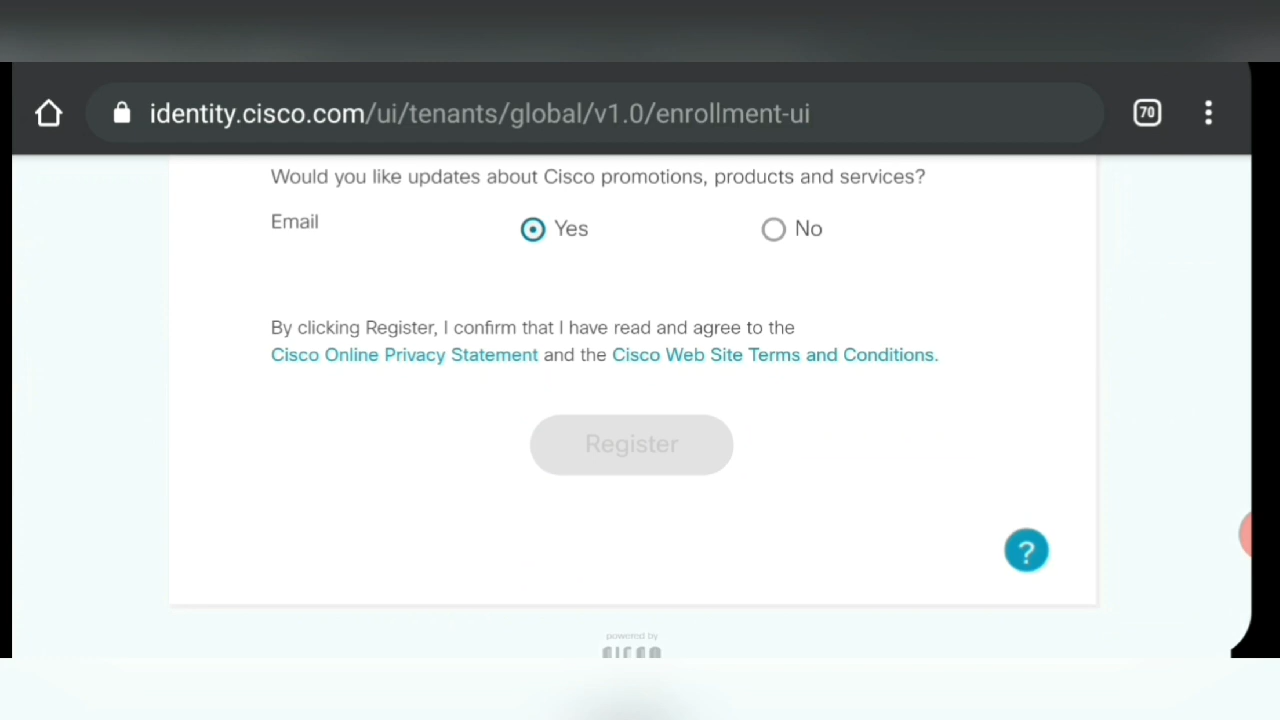 identity.cisco.com/ui/tenants/global/v1.0/enrollment-ui
70
Would you like updates about Cisco promotions, products and services?
Email
Yes
No
By clicking Register, I confirm that I have read and agree to the
Cisco Online Privacy Statement and the Cisco Web Site Terms and Conditions.
Register
?
powered by